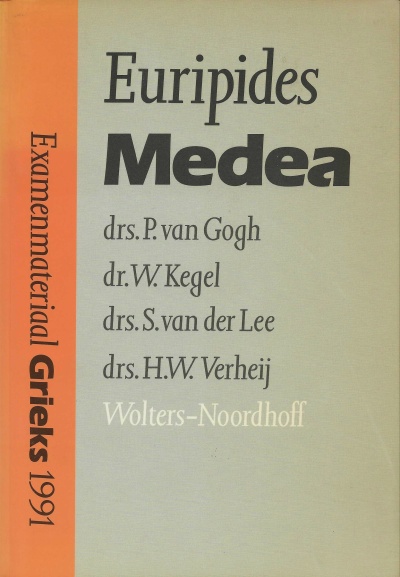 Euripides
Medea
drs. P. van Gogh
dr. W. Kegel
drs. S. van der Lee
drs. H.W. Verheij
Wolters-Noordhoff
Examenmateriaal Grieks 1991